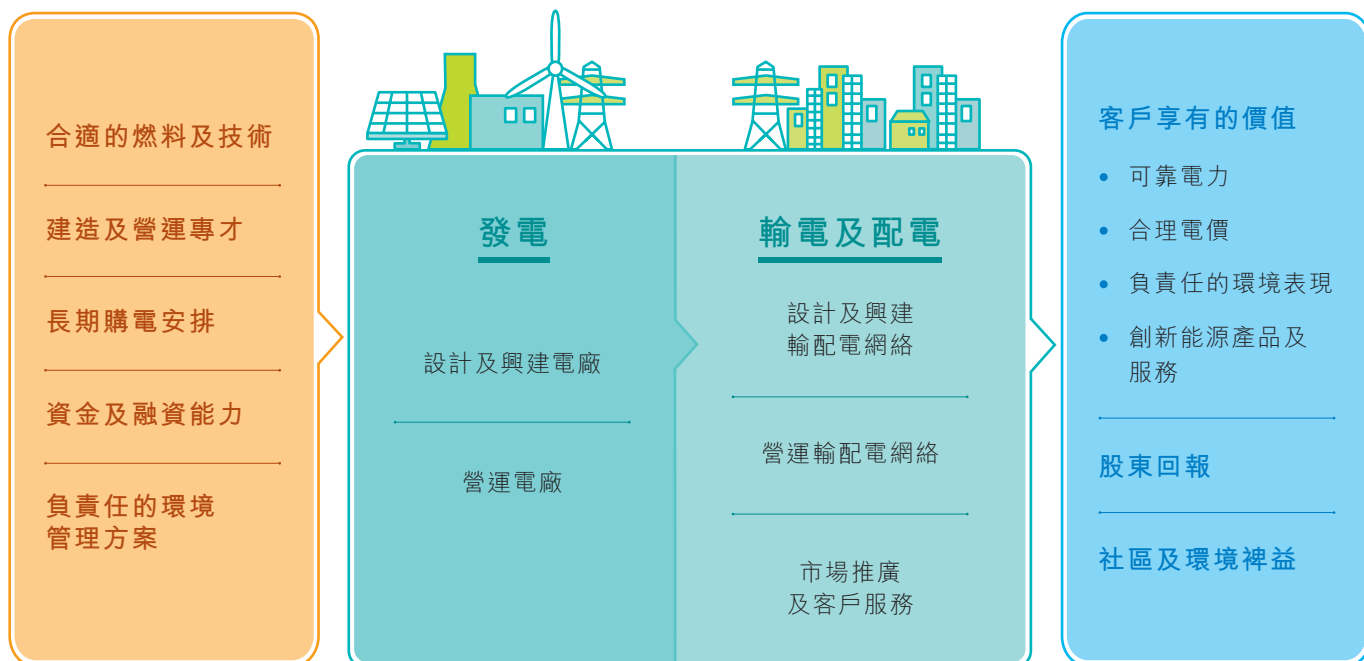 合適的燃料及技術
建造及營運專才
長期購電安排
資金及融資能力
負責任的環境
管理方案
發電
設計及興建電廠
營運電廠
輸電及配電
設計及興建
輸配電網絡
營運輸配電網絡
市場推廣
及客戶服務
客戶享有的價值
• 可靠電力
• 合理電價
• 負責任的環境表現
• 創新能源產品及
服務
股東回報
社區及環境裨益